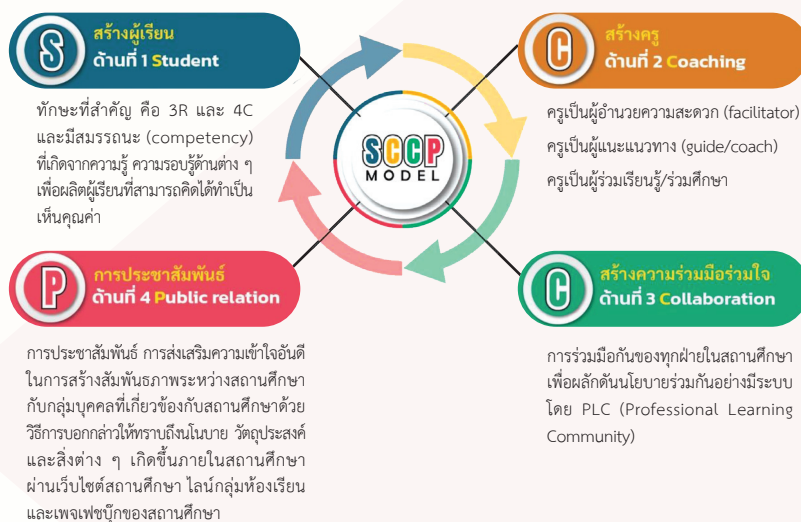 S
สร้างผู้เรียน
ด้านที่ 1 Student
ทักษะที่สำคัญ คือ 3R และ 4C
และมีสมรรถนะ (competency)
ที่เกิดจากความรู้ ความรอบรู้ด้านต่าง ๆ
เพื่อผลิตผู้เรียนที่สามารถคิดได้ทำเป็น
เห็นคุณค่า
C
สร้างครู
ด้านที่ 2 Coaching
ครูเป็นผู้อำนวยความสะดวก (facilitator)
ครูเป็นผู้แนะแนวทาง (guide/coach)
ครูเป็นผู้ร่วมเรียนรู้/ร่วมศึกษา
SCCP
MODEL
P
การประชาสัมพันธ์
ด้านที่ 4 Public relation
การประชาสัมพันธ์ การส่งเสริมความเข้าใจอันดี
ในการสร้างสัมพันธภาพระหว่างสถานศึกษา
กับกลุ่มบุคคลที่เกี่ยวข้องกับสถานศึกษาด้วย
วิธีการบอกกล่าวให้ทราบถึงนโนบาย วัตถุประสงค์
และสิ่งต่าง ๆ เกิดขึ้นภายในสถานศึกษา
ผ่านเว็บไซต์สถานศึกษา ไลน์กลุ่มห้องเรียน
และเพจเฟซบุ๊กของสถานศึกษา
C
สร้างความร่วมมือร่วมใจ
ด้านที่ 3 Collaboration
การร่วมมือกันของทุกฝ่ายในสถานศึกษา
เพื่อผลักดันนโยบายร่วมกันอย่างมีระบบ
โดย PLC (Professional Learning
Community)